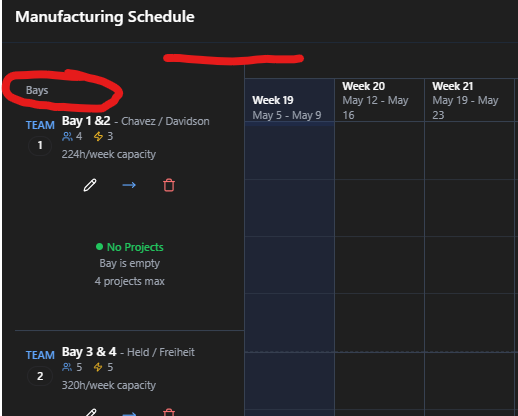 Manufacturing Schedule
Bays
Week 19
May 5 - May 9
Week 20
May 12 - May
16
Week 21
May 19 - May
23
TEAM
1
Bay 1 &2 - Chavez / Davidson
4 3
224h/week capacity
No Projects
Bay is empty
4 projects max
TEAM
2
Bay 3 & 4 - Held / Freiheit
5 5
320h/week capacity